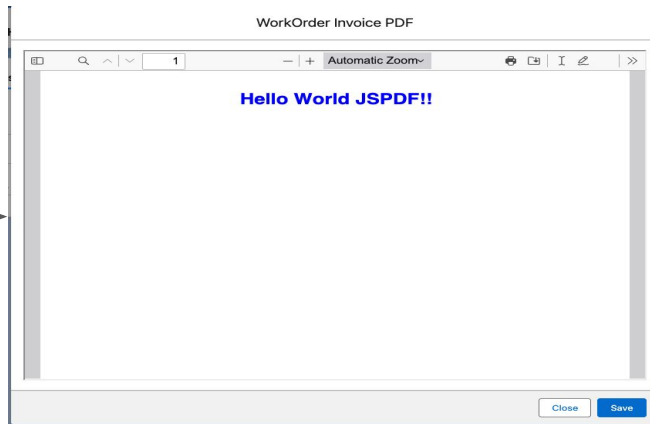 WorkOrder Invoice PDF
1
Automatic Zoom
Hello World JSPDF!!
Close
Save